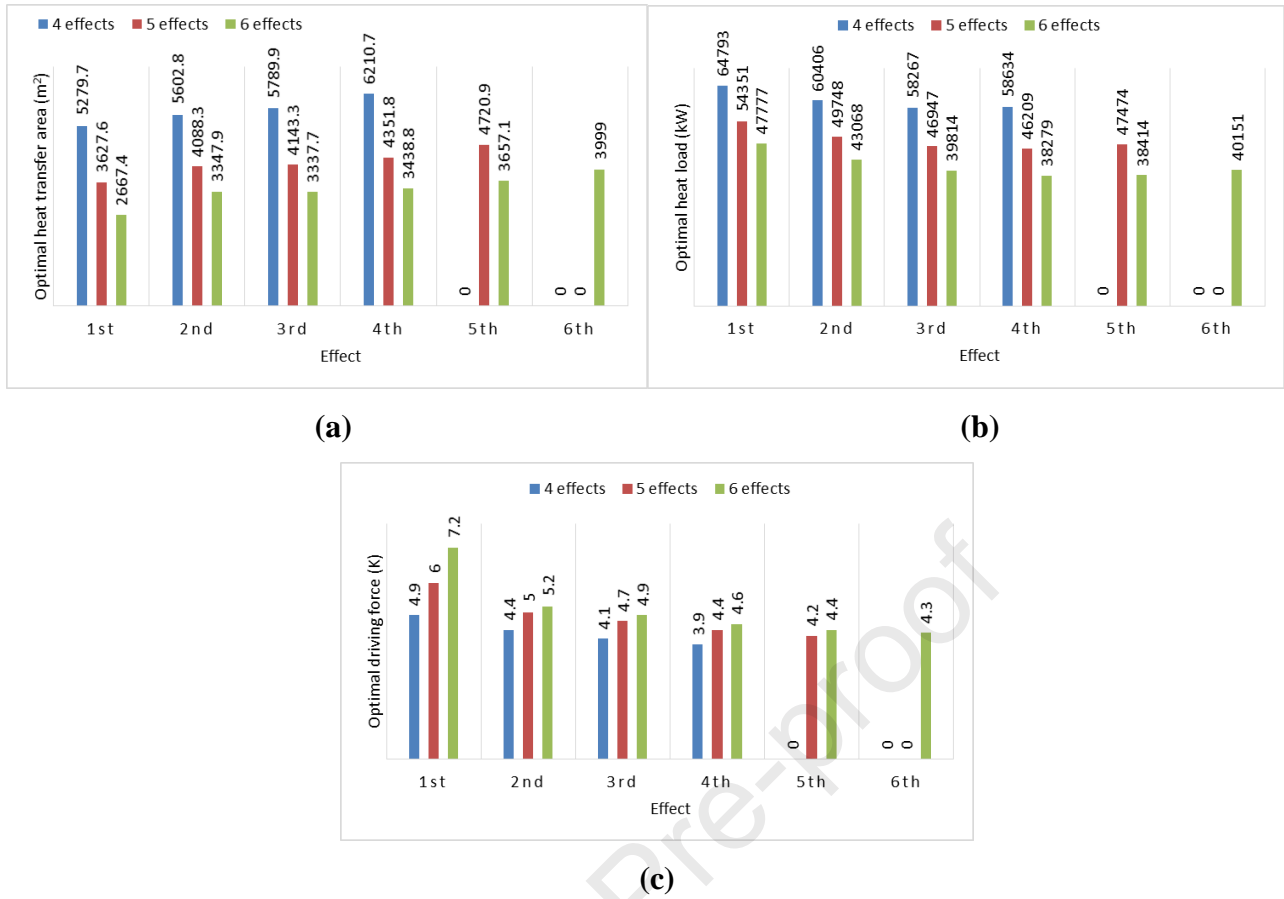 4 effects 5 effects 6 effects
Optimal heat transfer area (m²)
5279.7 3627.6 2667.4 5602.8 4088.3 3347.9 5789.9 4143.3 3337.7 6210.7 4351.8 3438.8 0 4720.9 3657.1 0 0 3999
1st 2nd 3rd 4th 5th 6th
Effect
(a)
4 effects 5 effects 6 effects
Optimal heat load (kW)
64793 54351 47777 60406 49748 43068 58267 46947 39814 58634 46209 38279 0 47474 38414 0 0 40151
1st 2nd 3rd 4th 5th 6th
Effect
(b)
4 effects 5 effects 6 effects
Optimal driving force (K)
4.9 6 7.2 4.4 5 5.2 4.1 4.7 4.9 3.9 4.4 4.6 0 4.2 4.4 0 0 4.3
1st 2nd 3rd 4th 5th 6th
Effect
(c)
Pre-proof